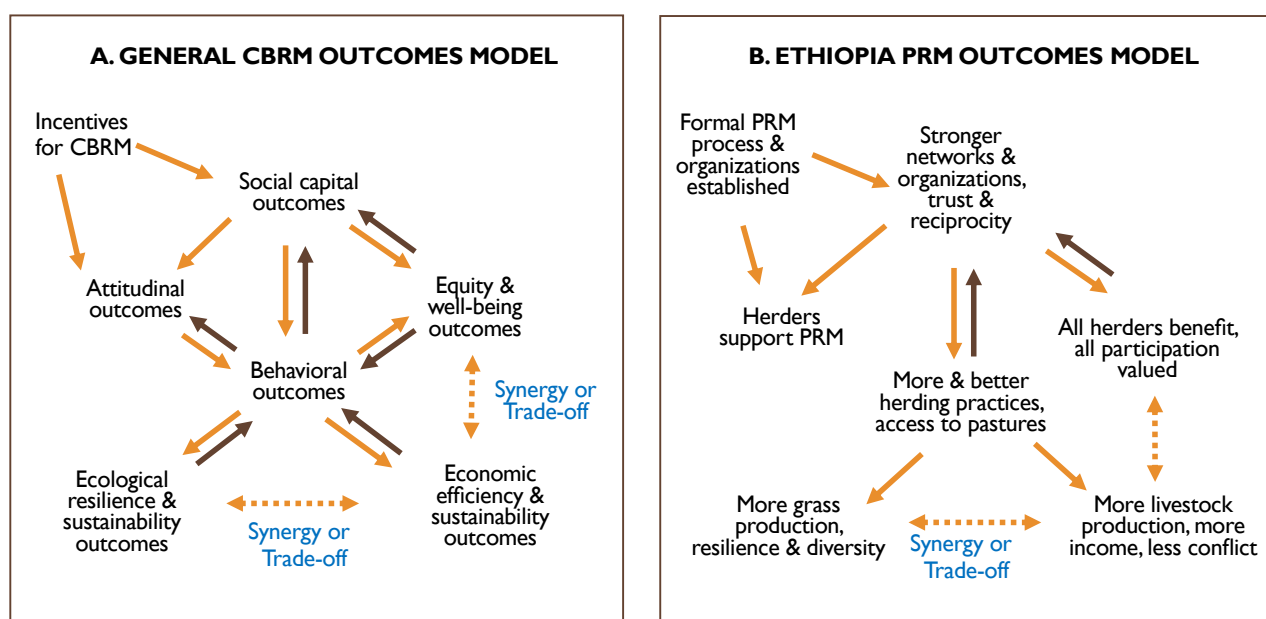 A. GENERAL CBRM OUTCOMES MODEL
Incentives
for CBRM
Social capital
outcomes
Attitudinal
outcomes
Equity &
well-being
outcomes
Behavioral
outcomes
Synergy or
Trade-off
Ecological
resilience &
sustainability
outcomes
Synergy or
Trade-off
Economic
efficiency &
sustainability
outcomes
B. ETHIOPIA PRM OUTCOMES MODEL
Formal PRM
process &
organizations
established
Stronger
networks &
organizations,
trust &
reciprocity
Herders
support PRM
All herders benefit,
all participation
valued
More & better
herding practices,
access to pastures
More grass
production,
resilience & diversity
Synergy or
Trade-off
More livestock
production, more
income, less conflict